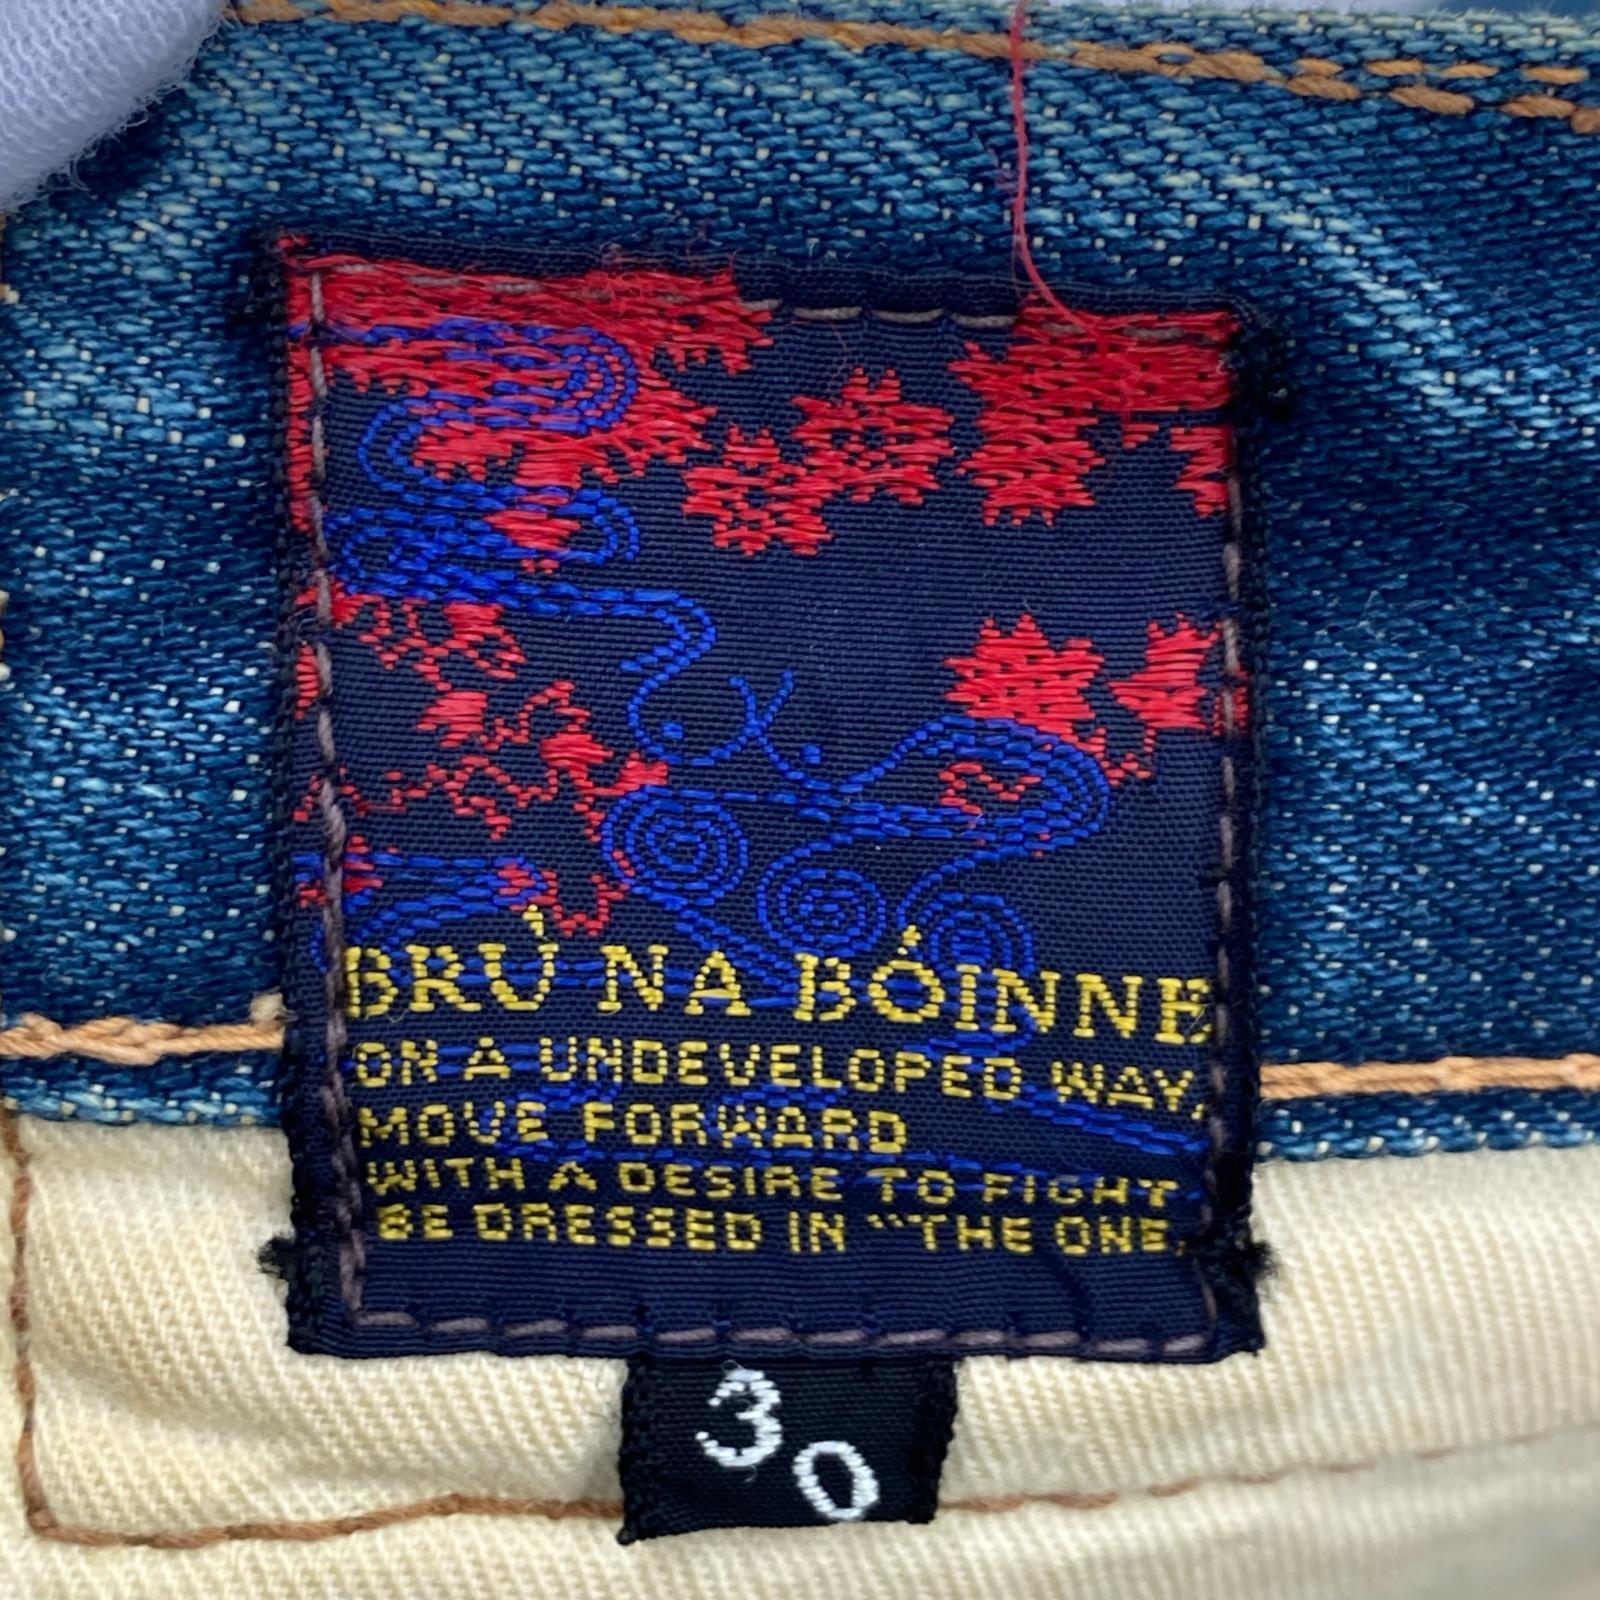 BRÚ NA BÓINNE
ON A UNDEVELOPED WAY,
MOVE FORWARD
WITH A DESIRE TO FIGHT
BE DRESSED IN “THE ONE,
30